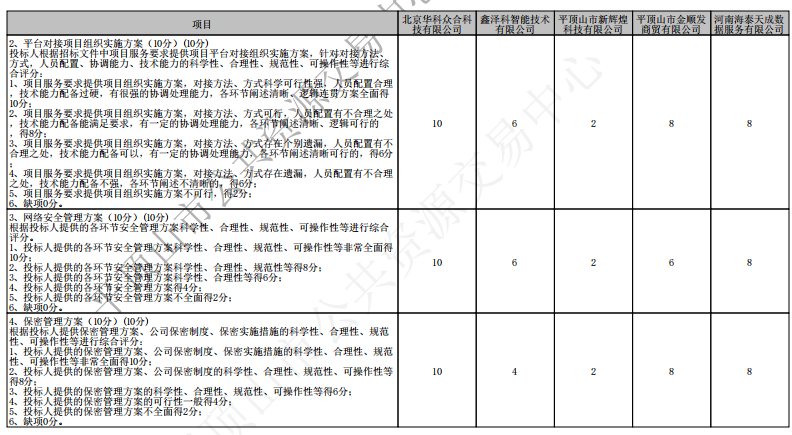 项目
北京华科众合科
技有限公司
鑫泽科智能技术
有限公司
平顶山市新辉煌
科技有限公司
平顶山市金顺发
商贸有限公司
河南海泰天成数
据服务有限公司
2、平台对接项目组织实施方案（10分）(10分)
投标人根据招标文件中项目服务要求提供项目平台对接组织实施方案，针对对接方法、
方式，人员配置、协调能力、技术能力的科学性、合理性、规范性、可操作性等进行综
合评分：
1、项目服务要求提供项目组织实施方案，对接方法、方式科学可行性强，人员配置合理
，技术能力配备过硬，有很强的协调处理能力，各环节阐述清晰、逻辑连贯方案全面得
10分；
2、项目服务要求提供项目组织实施方案，对接方法、方式可行，人员配置有不合理之处
，技术能力配备能满足要求，有一定的协调处理能力，各环节阐述清晰、逻辑可行的
，得8分；
3、项目服务要求提供项目组织实施方案，对接方法、方式存在个别遗漏，人员配置有不
合理之处，技术能力配备可以，有一定的协调处理能力，各环节阐述清晰可行的，得6分
；
4、项目服务要求提供项目组织实施方案，对接方法、方式存在遗漏，人员配置有不合理
之处，技术能力配备不强，各环节阐述不清晰的，得6分；
5、项目服务要求提供项目组织实施方案不可行，得2分；
6、缺项0分。
10
6
2
8
8
3、网络安全管理方案（10分）(10分)
根据投标人提供的各环节安全管理方案科学性、合理性、规范性、可操作性等进行综合
评分。
1、投标人提供的各环节安全管理方案科学性、合理性、规范性、可操作性等非常全面得
10分；
2、投标人提供的各环节安全管理方案科学性、合理性、规范性等得8分；
3、投标人提供的各环节安全管理方案科学性、合理性等得6分；
4、投标人提供的各环节安全管理方案得4分；
5、投标人提供的各环节安全管理方案不全面得2分；
6、缺项0分。
10
6
2
6
8
4、保密管理方案（10分）(10分)
根据投标人提供保密管理方案、公司保密制度、保密实施措施的科学性、合理性、规范
性、可操作性等进行综合评分：
1、投标人提供的保密管理方案、公司保密制度、保密实施措施的科学性、合理性、规范
性、可操作性等非常全面得10分；
2、投标人提供的保密管理方案、公司保密制度的科学性、合理性、规范性、可操作性等
得8分；
3、投标人提供的保密管理方案的科学性、合理性、规范性、可操作性等得6分；
4、投标人提供的保密管理方案的可行性一般得4分；
5、投标人提供的保密管理方案不全面得2分；
6、缺项0分。
10
4
2
8
8
平顶山市公共资源交易中心
平顶山市公共资源交易中心